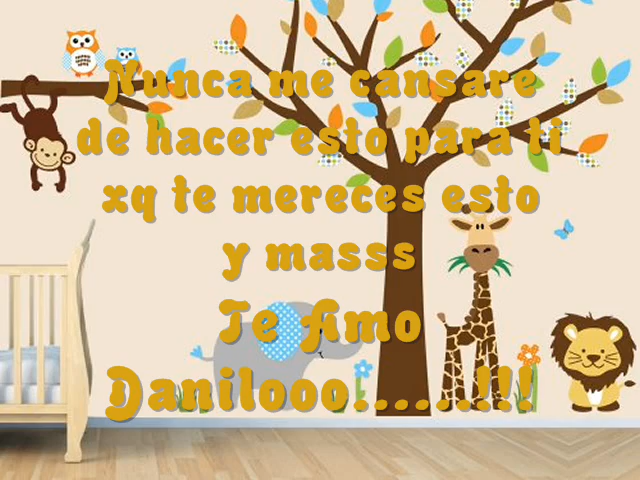 Nunca me cansare
de hacer esto para ti
xq te mereces esto
y masss
Te Amo
Danilooo......!!!